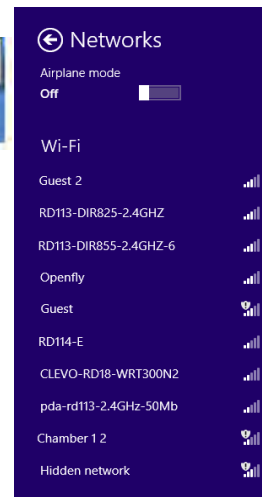 Networks
Airplane mode
Off
Wi-Fi
Guest 2
RD113-DIR825-2.4GHZ
RD113-DIR855-2.4GHZ-6
Openfly
Guest
RD114-E
CLEVO-RD18-WRT300N2
pda-rd113-2.4GHz-50Mb
Chamber 1 2
Hidden network